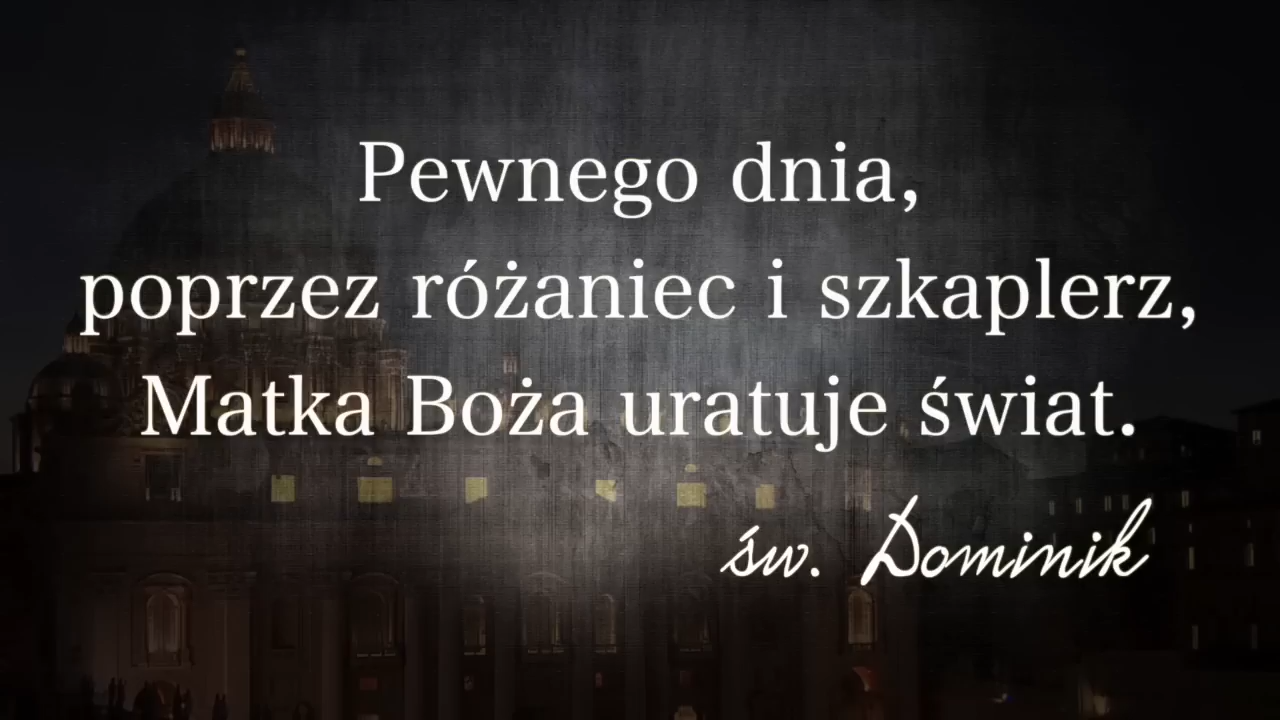 Pewnego dnia,
poprzez różaniec i szkaplerz,
Matka Boża uratuje świat.
św. Dominik